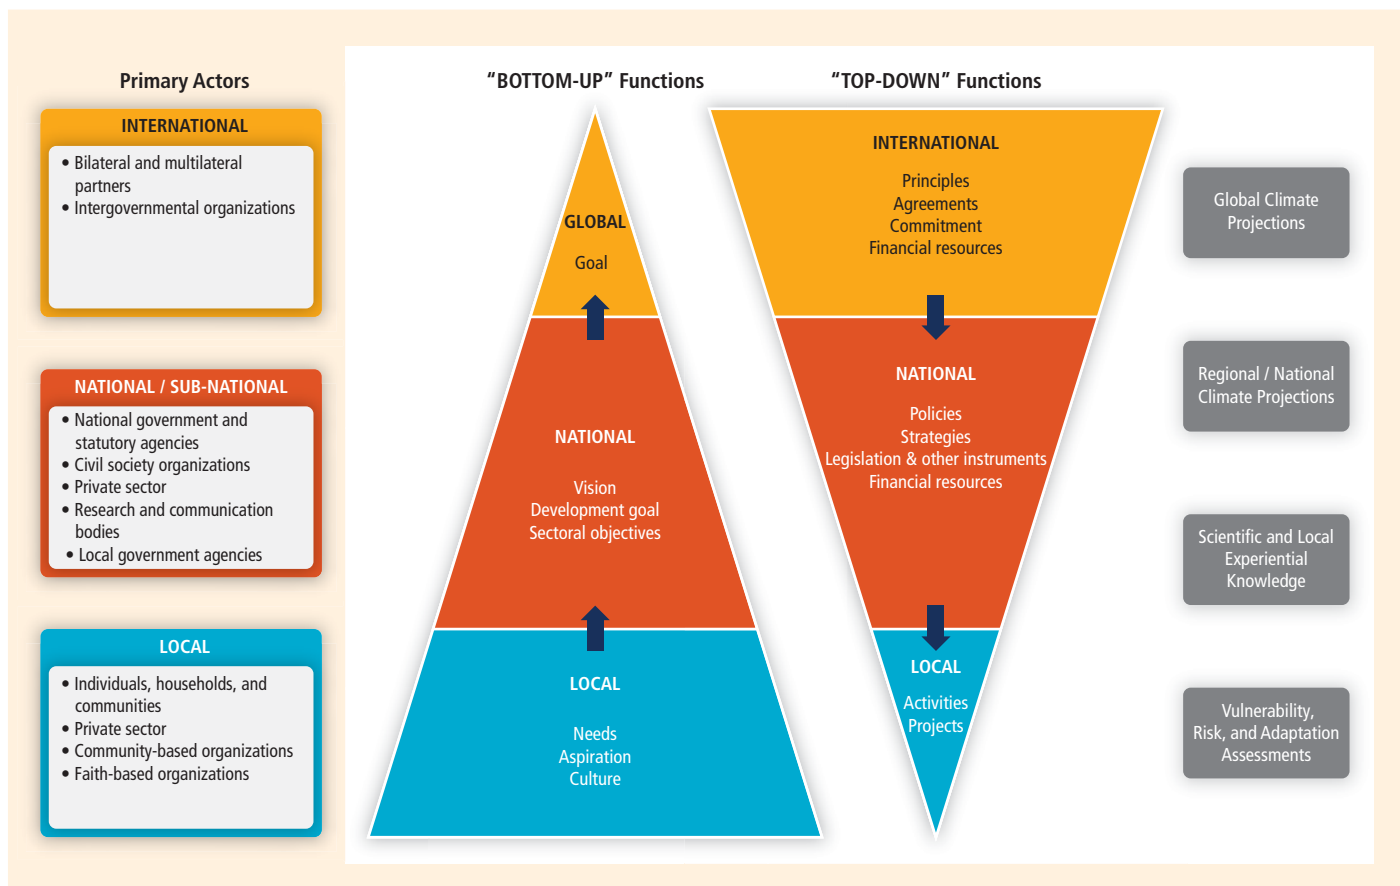 Primary Actors
INTERNATIONAL
• Bilateral and multilateral
partners
• Intergovernmental organizations
NATIONAL / SUB-NATIONAL
• National government and
statutory agencies
• Civil society organizations
• Private sector
• Research and communication
bodies
• Local government agencies
LOCAL
• Individuals, households, and
communities
• Private sector
• Community-based organizations
• Faith-based organizations
“BOTTOM-UP” Functions
GLOBAL
Goal
NATIONAL
Vision
Development goal
Sectoral objectives
LOCAL
Needs
Aspiration
Culture
“TOP-DOWN” Functions
INTERNATIONAL
Principles
Agreements
Commitment
Financial resources
NATIONAL
Policies
Strategies
Legislation & other instruments
Financial resources
LOCAL
Activities
Projects
Global Climate
Projections
Regional / National
Climate Projections
Scientific and Local
Experiential
Knowledge
Vulnerability,
Risk, and Adaptation
Assessments